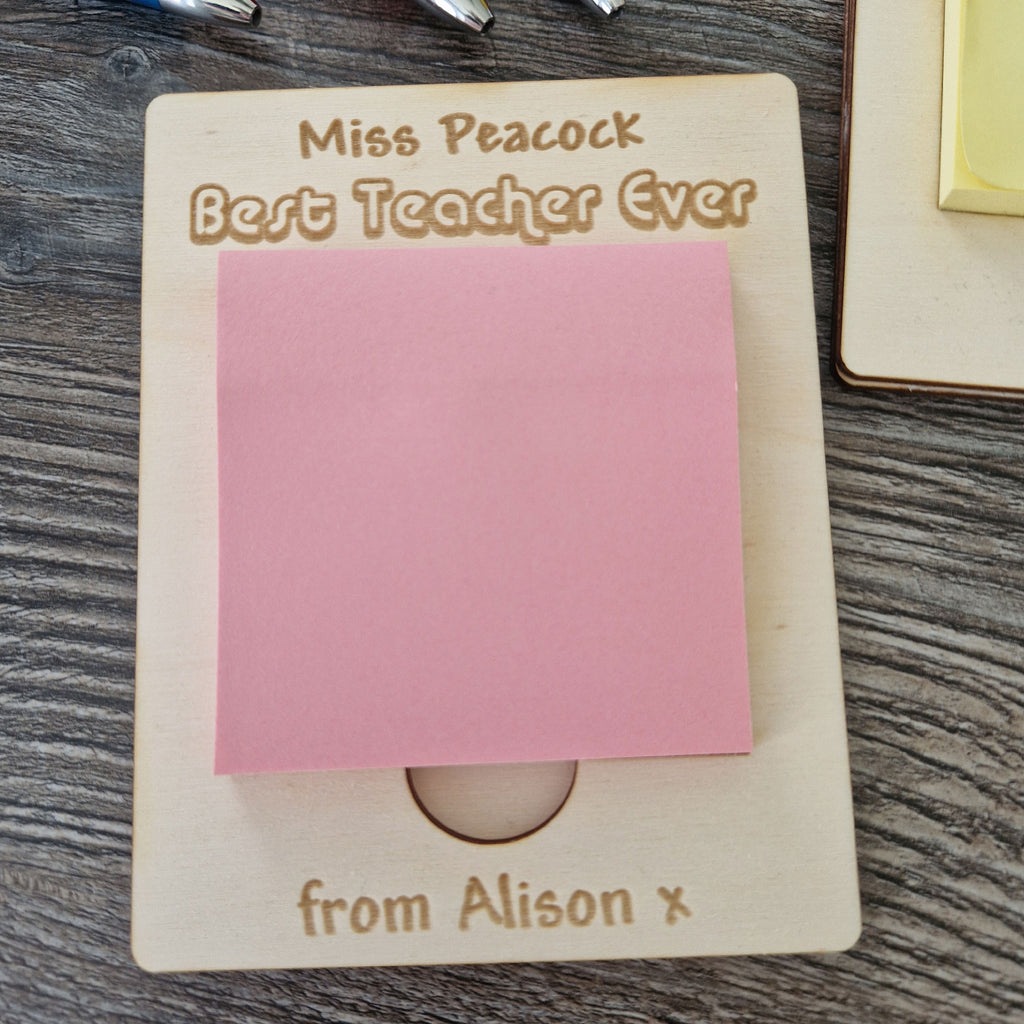 Miss Peacock
Best Teacher Ever
from Alison x